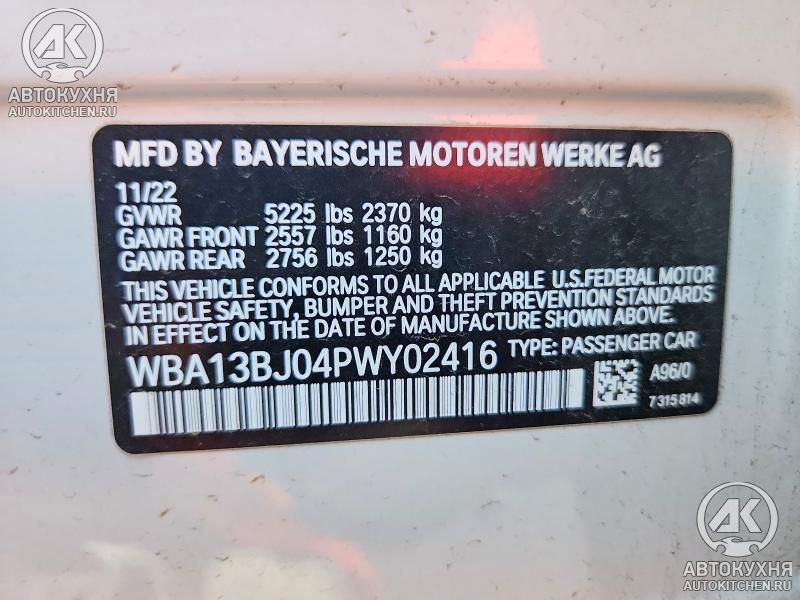 АК
АВТОКУХНЯ
AUTOKITCHEN.RU
MFD BY BAYERISCHE MOTOREN WERKE AG
11/22
GVWR 5225 lbs 2370 kg
GAWR FRONT 2557 lbs 1160 kg
GAWR REAR 2756 lbs 1250 kg
THIS VEHICLE CONFORMS TO ALL APPLICABLE U.S.FEDERAL MOTOR
VEHICLE SAFETY, BUMPER AND THEFT PREVENTION STANDARDS
IN EFFECT ON THE DATE OF MANUFACTURE SHOWN ABOVE.
WBA13BJ04PWY02416 TYPE: PASSENGER CAR
A96/0
7315814
АК
АВТОКУХНЯ
AUTOKITCHEN.RU